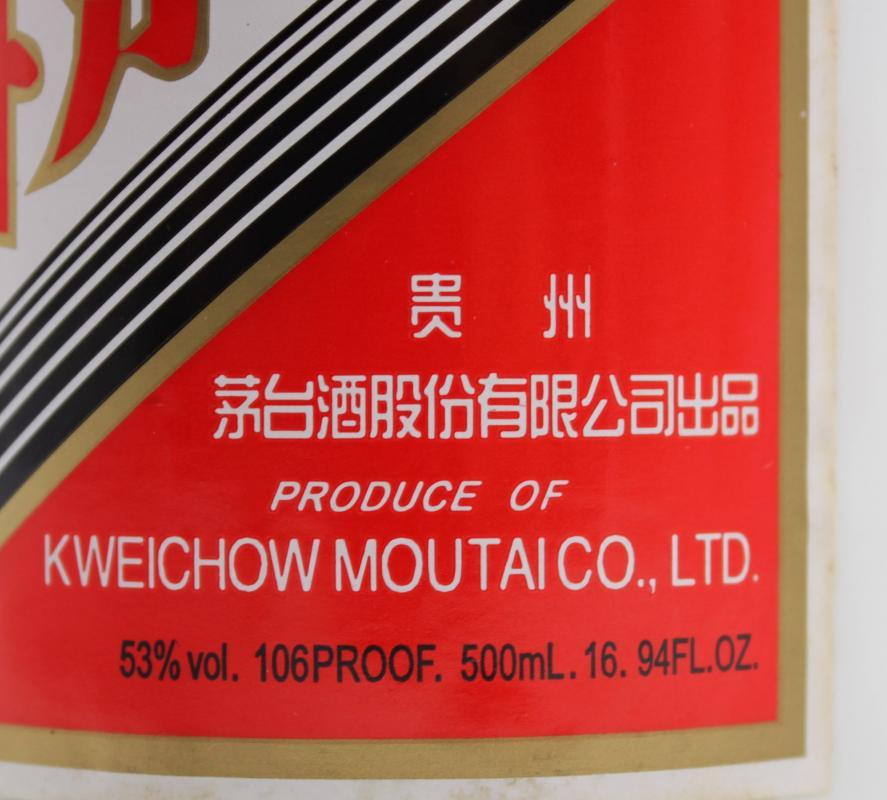 贵 州
茅台酒股份有限公司出品
PRODUCE OF
KWEICHOW MOUTAI CO., LTD.
53% vol. 106PROOF. 500mL. 16. 94FL.OZ.